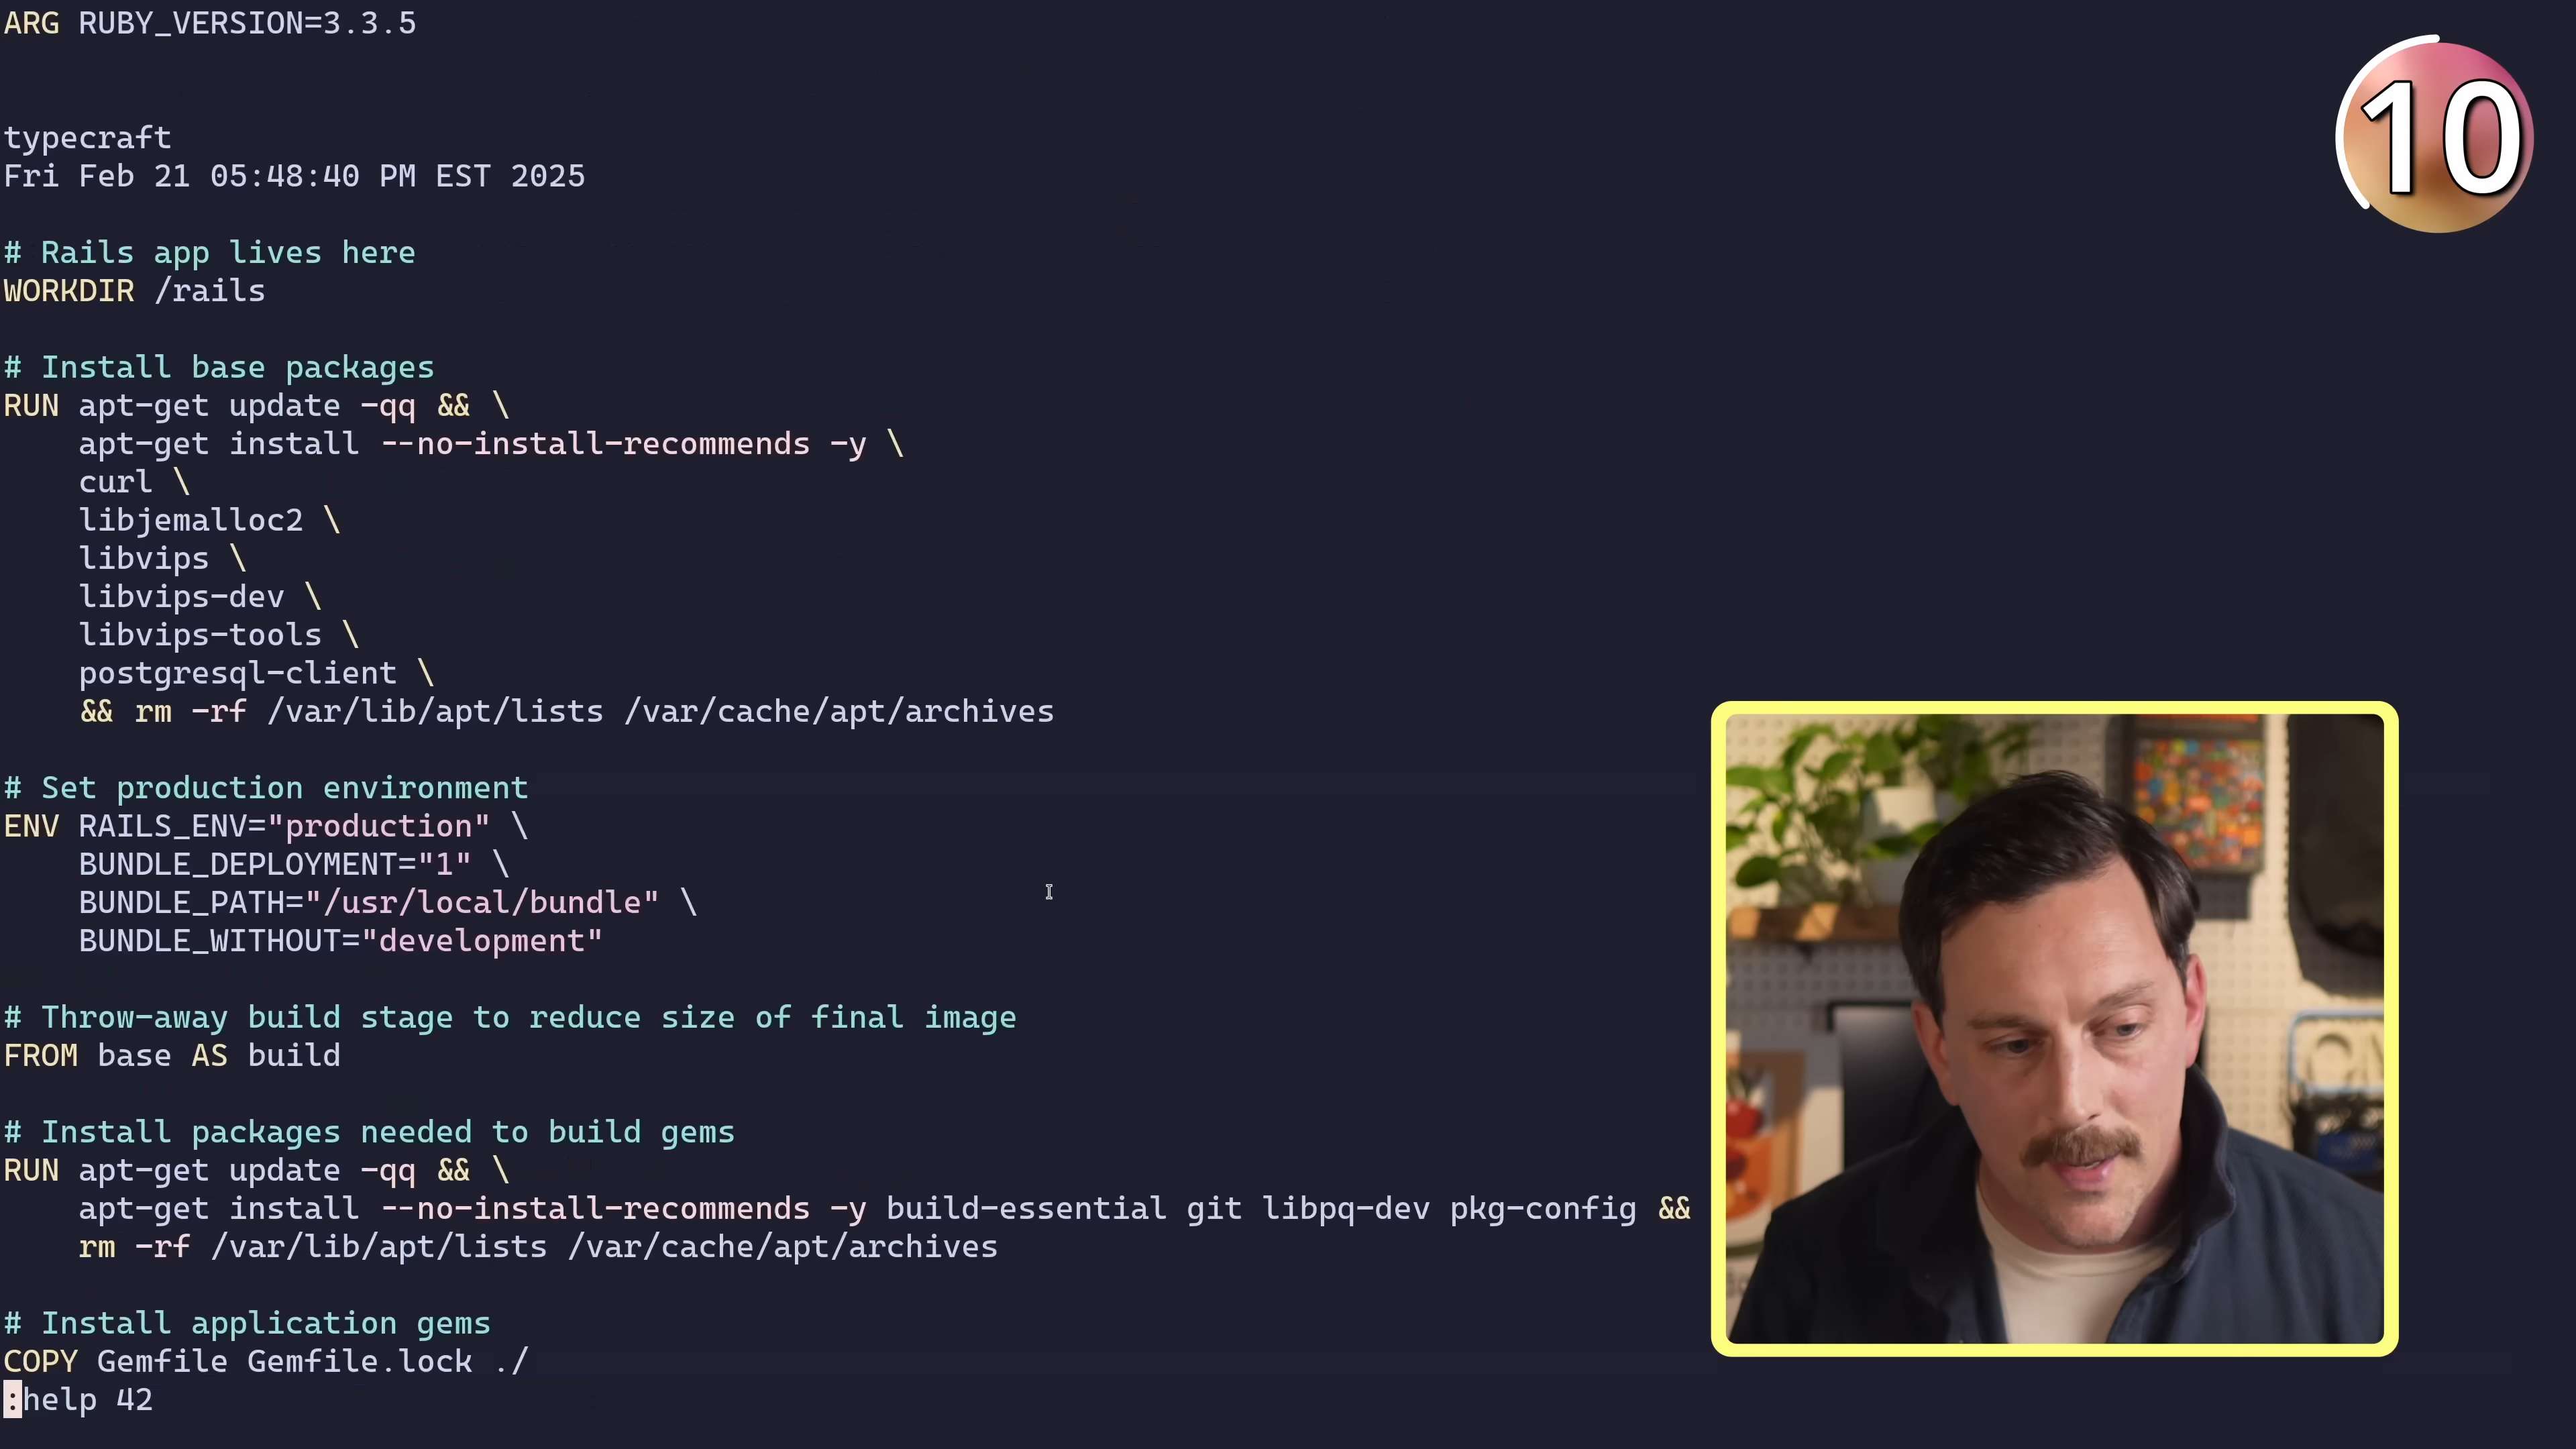 ARG RUBY_VERSION=3.3.5
10
typecraft
Fri Feb 21 05:48:40 PM EST 2025
# Rails app lives here
WORKDIR /rails
# Install base packages
RUN apt-get update -qq && \
apt-get install --no-install-recommends -y \
curl \
libjemalloc2 \
libvips \
libvips-dev \
libvips-tools \
postgresql-client \
&& rm -rf /var/lib/apt/lists /var/cache/apt/archives
# Set production environment
ENV RAILS_ENV="production" \
BUNDLE_DEPLOYMENT="1" \
BUNDLE_PATH="/usr/local/bundle" \
BUNDLE_WITHOUT="development"
# Throw-away build stage to reduce size of final image
FROM base AS build
# Install packages needed to build gems
RUN apt-get update -qq && \
apt-get install --no-install-recommends -y build-essential git libpq-dev pkg-config &&
rm -rf /var/lib/apt/lists /var/cache/apt/archives
# Install application gems
COPY Gemfile Gemfile.lock ./
:help 42